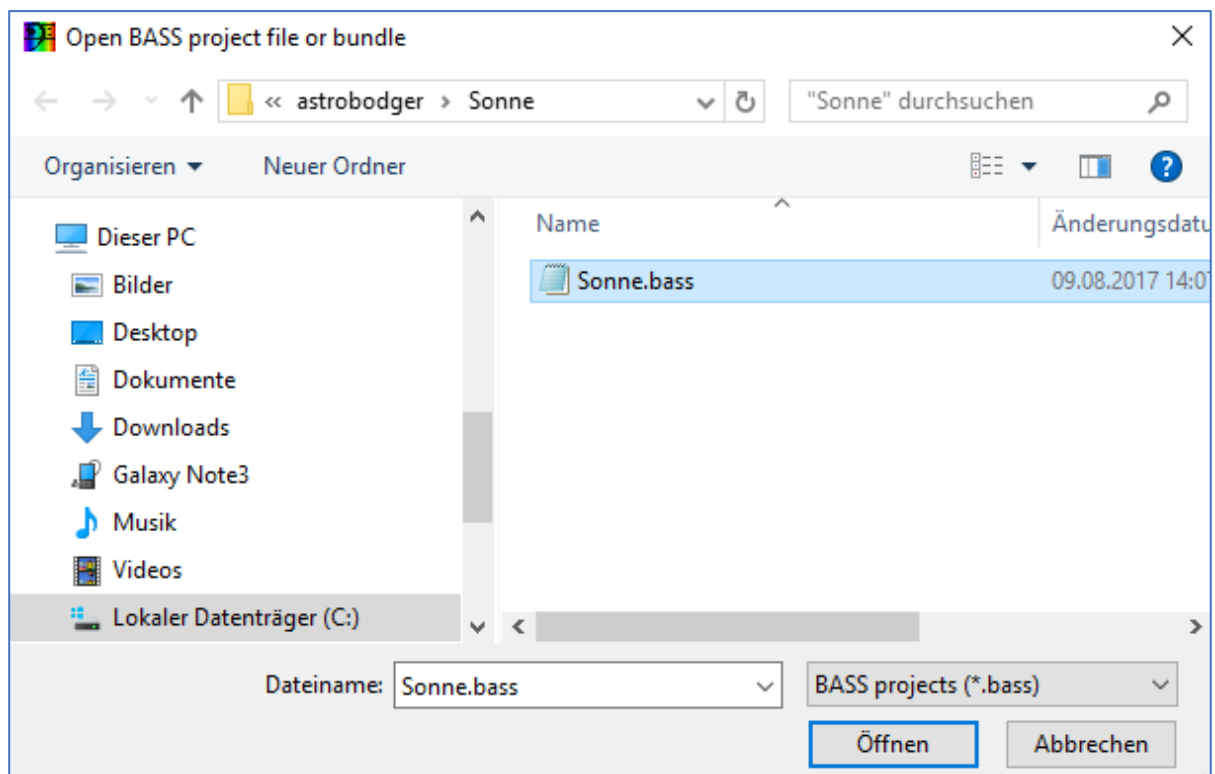 Open BASS project file or bundle
« astrobodger > Sonne
"Sonne" durchsuchen
Organisieren
Neuer Ordner
Name
Änderungsdatu
Dieser PC
Bilder
Desktop
Dokumente
Downloads
Galaxy Note3
Musik
Videos
Lokaler Datenträger (C:)
Sonne.bass
09.08.2017 14:07
Dateiname:
Sonne.bass
BASS projects (*.bass)
Öffnen
Abbrechen